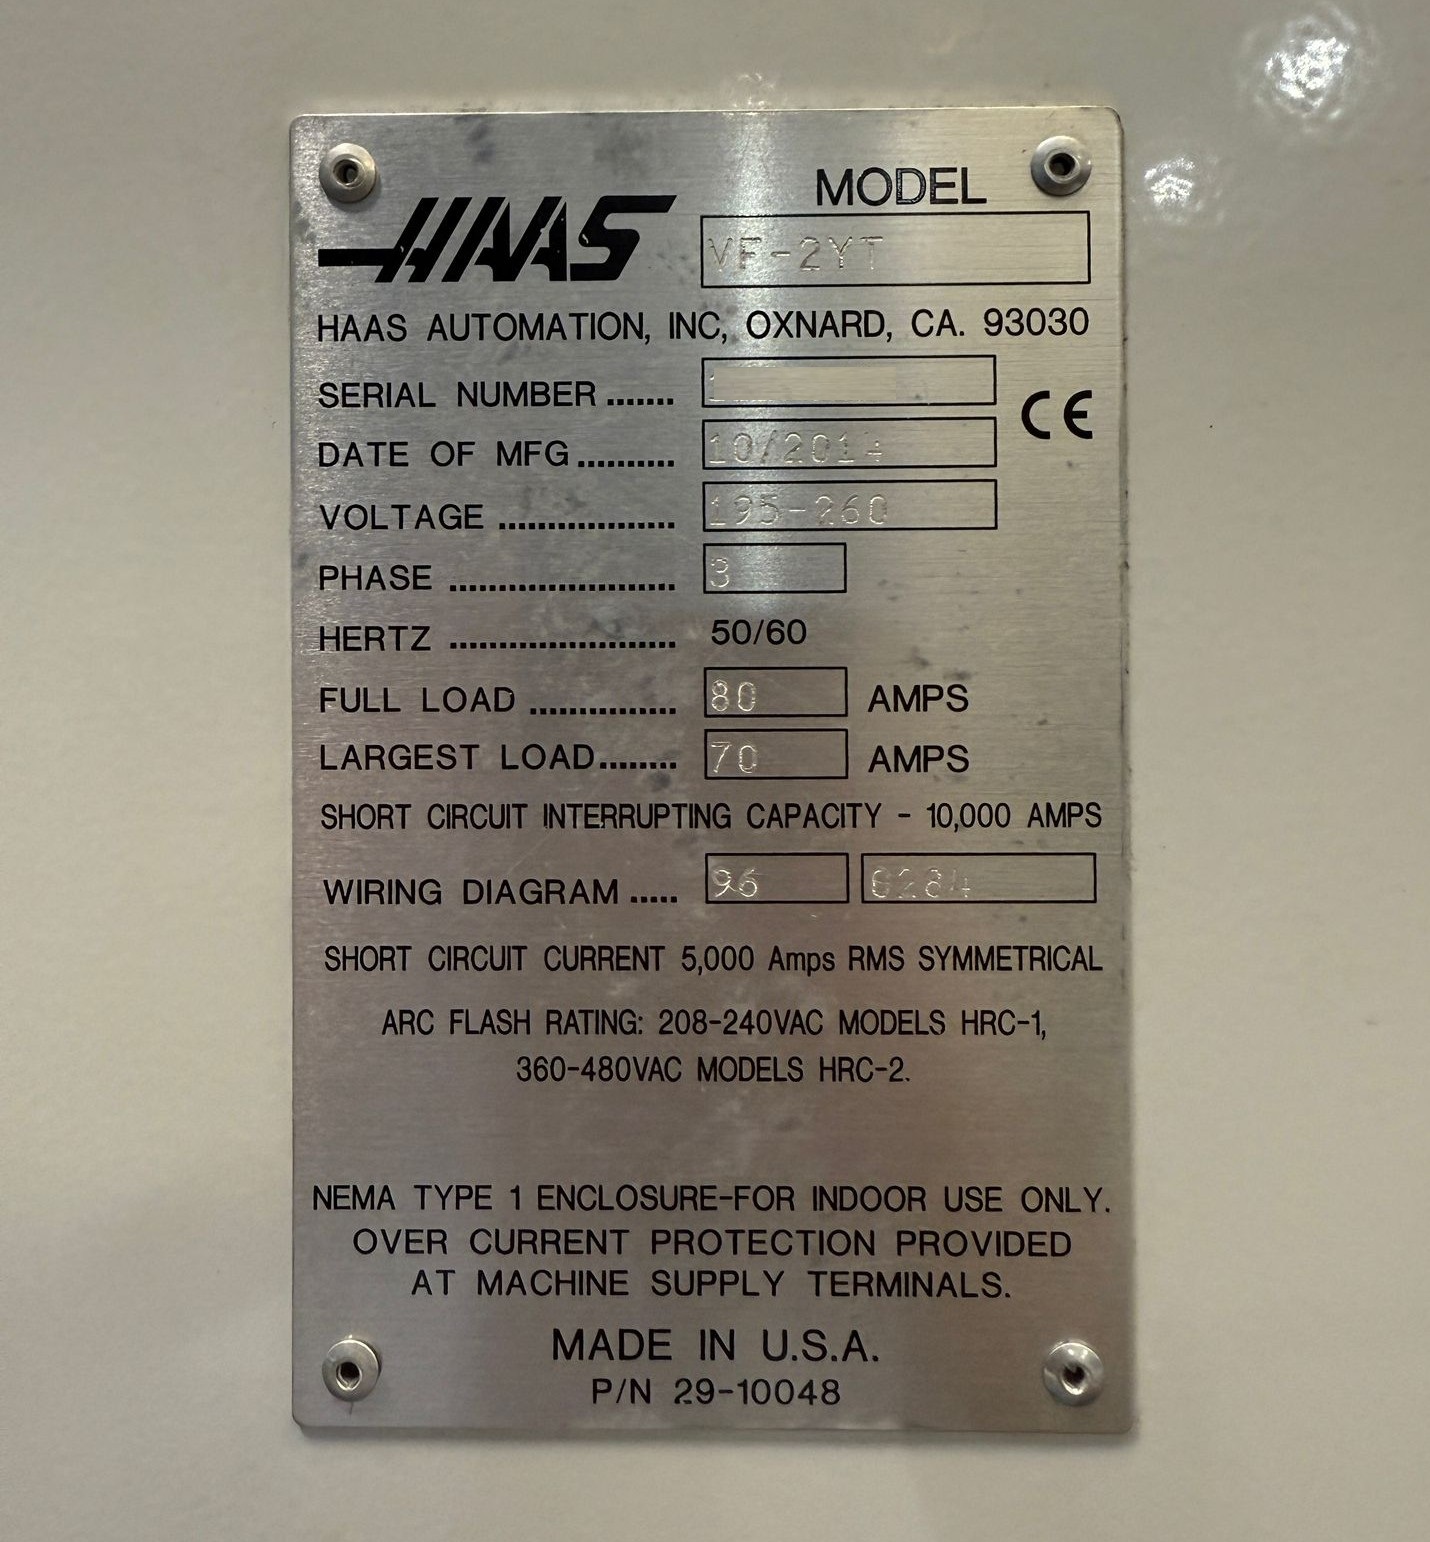 MODEL
HAAS VF-2YT
HAAS AUTOMATION, INC, OXNARD, CA. 93030
SERIAL NUMBER .......
CE
DATE OF MFG .......... 10/2014
VOLTAGE .................. 195-260
PHASE ....................... 3
HERTZ ....................... 50/60
FULL LOAD ............... 80 AMPS
LARGEST LOAD ........ 70 AMPS
SHORT CIRCUIT INTERRUPTING CAPACITY - 10,000 AMPS
WIRING DIAGRAM ..... 96
SHORT CIRCUIT CURRENT 5,000 Amps RMS SYMMETRICAL
ARC FLASH RATING: 208-240VAC MODELS HRC-1,
360-480VAC MODELS HRC-2.
NEMA TYPE 1 ENCLOSURE-FOR INDOOR USE ONLY.
OVER CURRENT PROTECTION PROVIDED
AT MACHINE SUPPLY TERMINALS.
MADE IN U.S.A.
P/N 29-10048